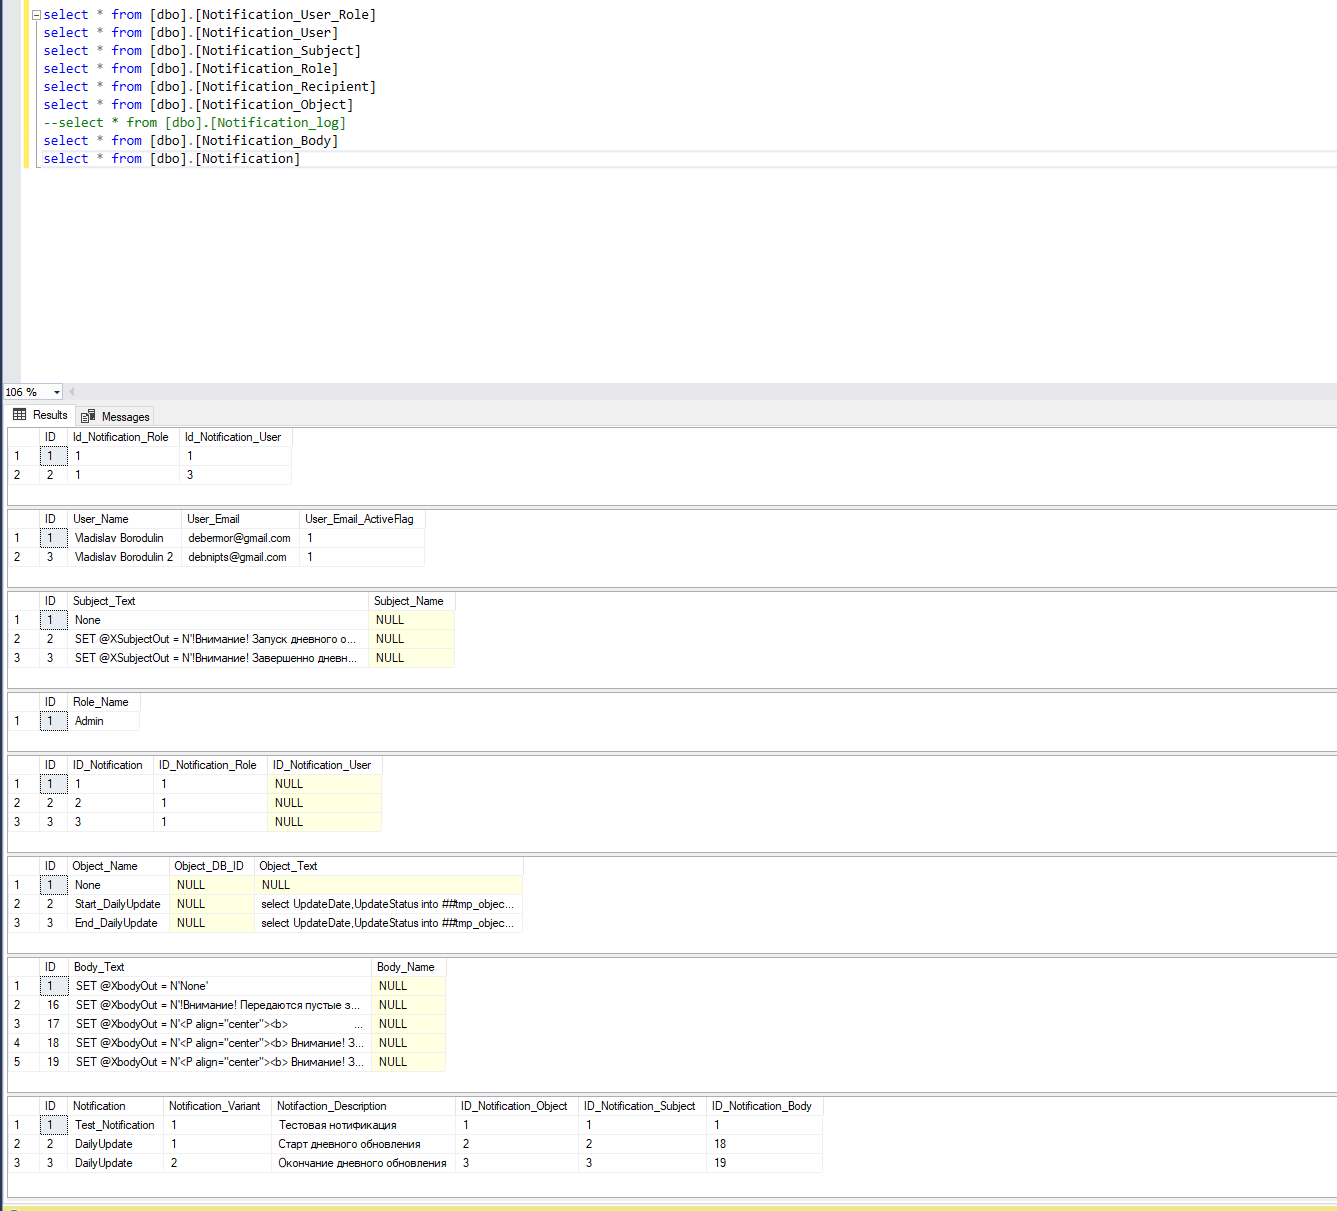 select * from [dbo].[Notification_User_Role]
select * from [dbo].[Notification_User]
select * from [dbo].[Notification_Subject]
select * from [dbo].[Notification_Role]
select * from [dbo].[Notification_Recipient]
select * from [dbo].[Notification_Object]
--select * from [dbo].[Notification_log]
select * from [dbo].[Notification_Body]
select * from [dbo].[Notification]
106 %
Results Messages
ID Id_Notification_Role Id_Notification_User
1 1 1 1
2 2 1 3
ID User_Name User_Email User_Email_ActiveFlag
1 1 Vladislav Borodulin debermor@gmail.com 1
2 3 Vladislav Borodulin 2 debnipts@gmail.com 1
ID Subject_Text Subject_Name
1 1 None NULL
2 2 SET @XSubjectOut = N'!Внимание! Запуск дневного о... NULL
3 3 SET @XSubjectOut = N'!Внимание! Завершенно дневн... NULL
ID Role_Name
1 1 Admin
ID ID_Notification ID_Notification_Role ID_Notification_User
1 1 1 1 NULL
2 2 2 1 NULL
3 3 3 1 NULL
ID Object_Name Object_DB_ID Object_Text
1 1 None NULL NULL
2 2 Start_DailyUpdate NULL select UpdateDate,UpdateStatus into ##tmp_objec...
3 3 End_DailyUpdate NULL select UpdateDate,UpdateStatus into ##tmp_objec...
ID Body_Text Body_Name
1 1 SET @XbodyOut = N'None' NULL
2 16 SET @XbodyOut = N'!Внимание! Передаются пустые з... NULL
3 17 SET @XbodyOut = N'<P align="center"><b> ... NULL
4 18 SET @XbodyOut = N'<P align="center"><b> Внимание! З... NULL
5 19 SET @XbodyOut = N'<P align="center"><b> Внимание! З... NULL
ID Notification Notification_Variant Notifaction_Description ID_Notification_Object ID_Notification_Subject ID_Notification_Body
1 1 Test_Notification 1 Тестовая нотификация 1 1 1
2 2 DailyUpdate 1 Старт дневного обновления 2 2 18
3 3 DailyUpdate 2 Окончание дневного обновления 3 3 19